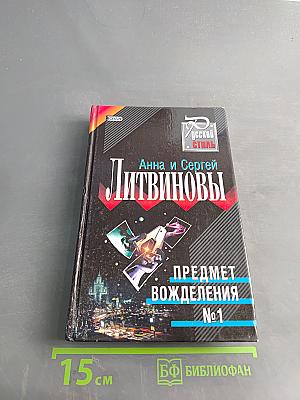 Русский
СТИЛЬ
Анна и Сергей
ЛИТВИНОВЫ
ПРЕДМЕТ
ВОЖДЕЛЕНИЯ
№1
15 см
БФ БИБЛИОФАН